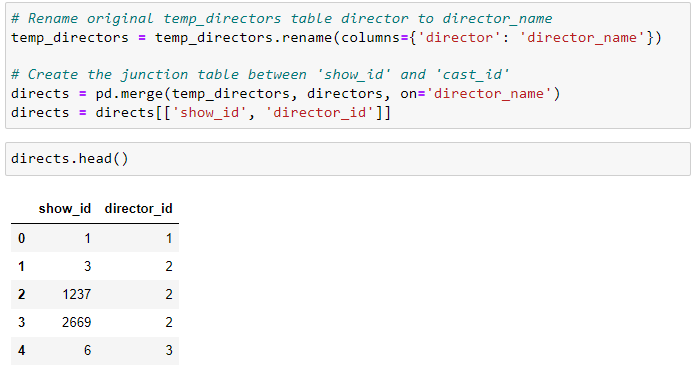 # Rename original temp_directors table director to director_name
temp_directors = temp_directors.rename(columns={'director': 'director_name'})
# Create the junction table between 'show_id' and 'cast_id'
directs = pd.merge(temp_directors, directors, on='director_name')
directs = directs[['show_id', 'director_id']]
directs.head()
show_id director_id
0 1 1
1 3 2
2 1237 2
3 2669 2
4 6 3